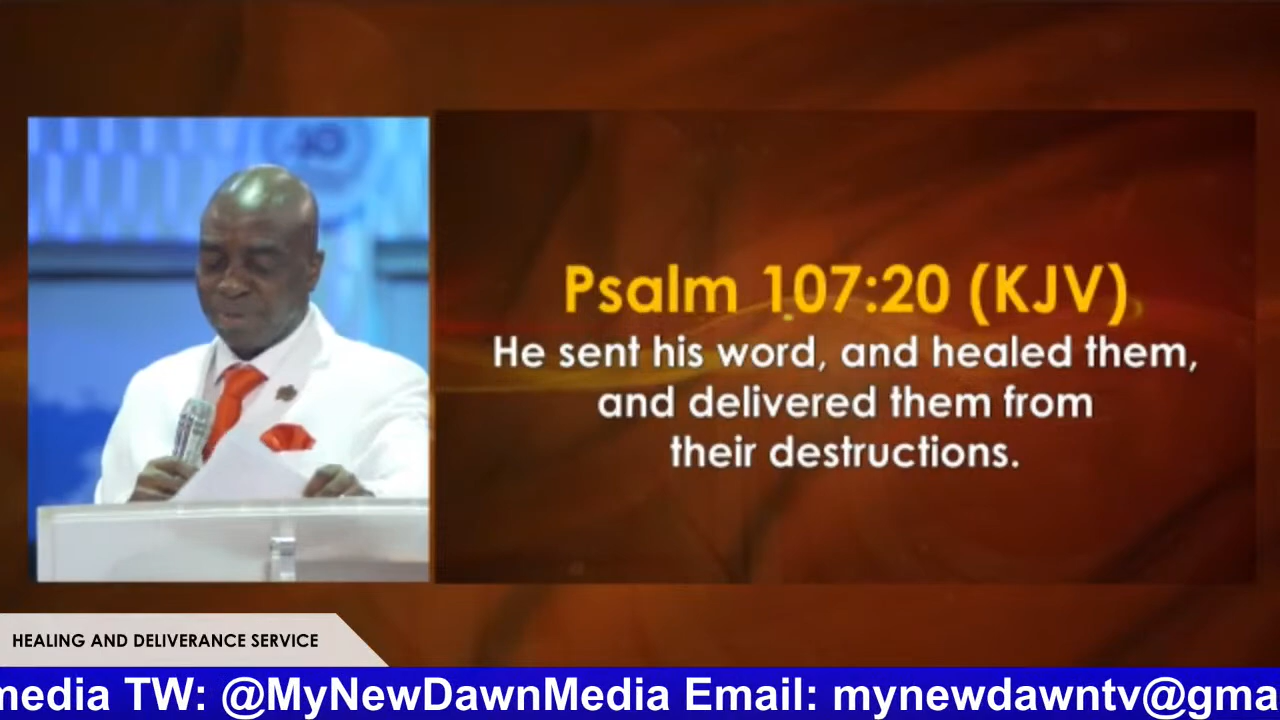 Psalm 107:20 (KJV)
He sent his word, and healed them,
and delivered them from
their destructions.
HEALING AND DELIVERANCE SERVICE
media TW: @MyNewDawnMedia Email: mynewdawntv@gma